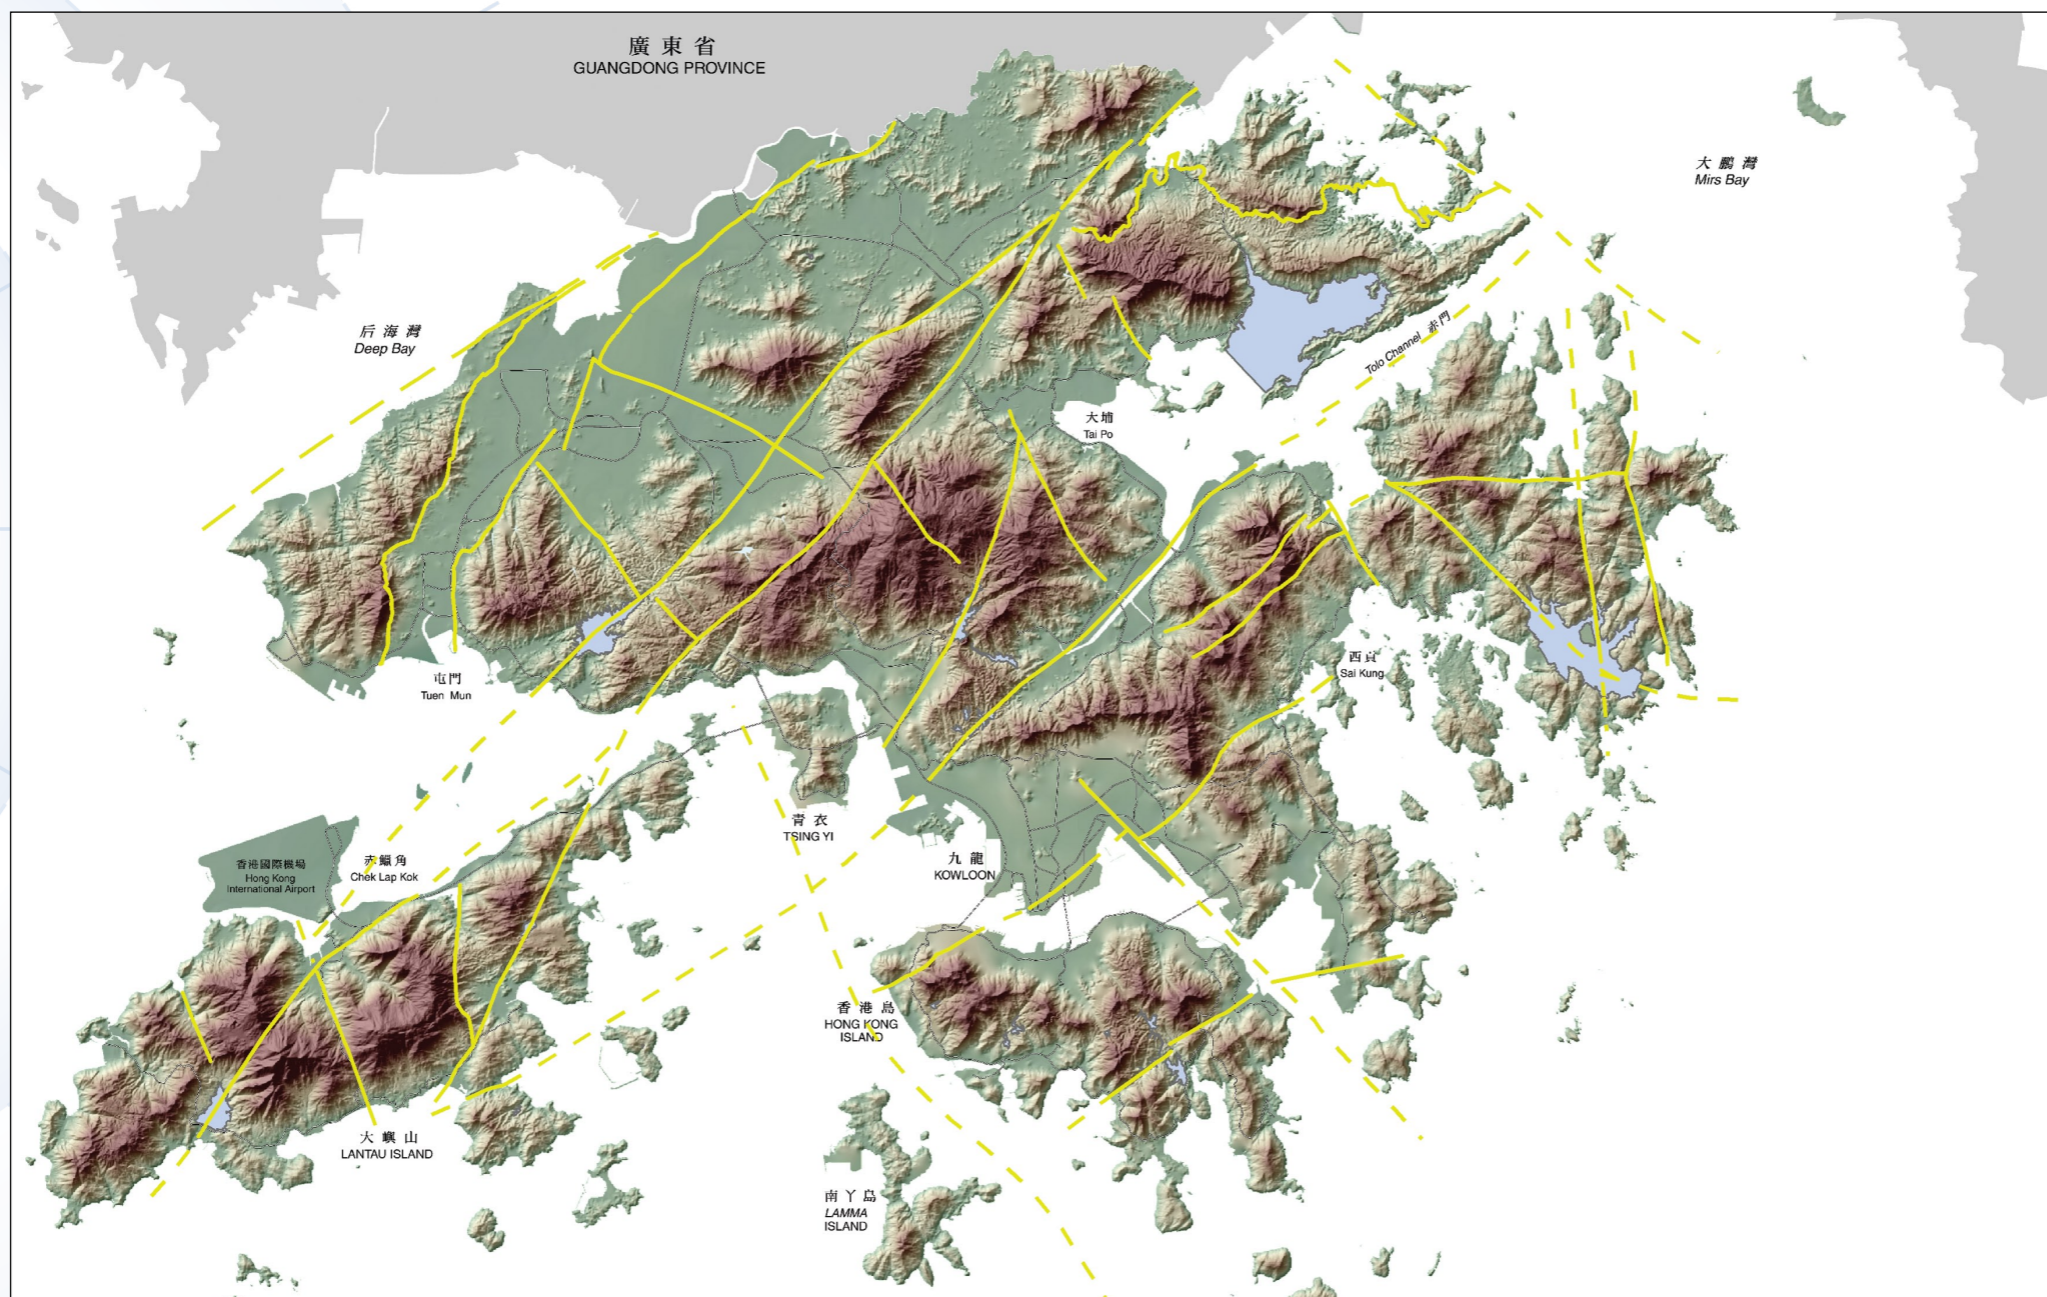 廣東省
GUANGDONG PROVINCE
大鵬灣
Mirs Bay
后海灣
Deep Bay
Tolo Channel 赤門
大埔
Tai Po
西貢
Sai Kung
屯門
Tuen Mun
青衣
TSING YI
九龍
KOWLOON
香港國際機場
Hong Kong
International Airport
赤鱲角
Chek Lap Kok
香港島
HONG KONG
ISLAND
大嶼山
LANTAU ISLAND
南丫島
LAMMA
ISLAND